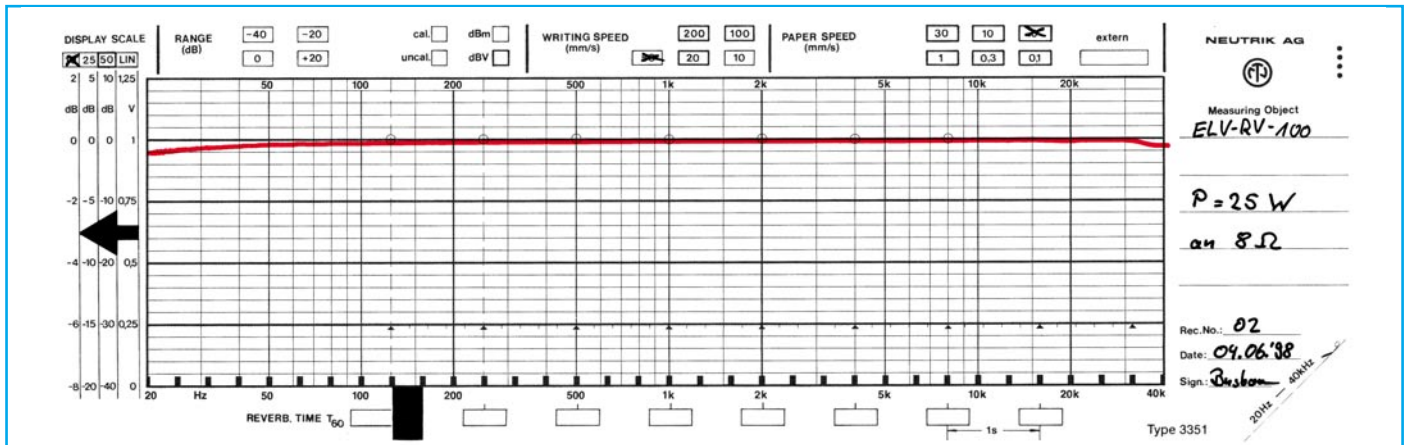 DISPLAY SCALE
25 50 LIN
RANGE (dB)
-40 -20
0 +20
cal. dBm
uncal. dBV
WRITING SPEED (mm/s)
200 100
20 10
PAPER SPEED (mm/s)
30 10
1 0,3 0,1
extern
NEUTRIK AG
Measuring Object
ELV-RV-100
P = 25 W
an 8 Ω
Rec.No.: 02
Date: 04.06.'98
Sign.:
20Hz — 40kHz
Type 3351
50 100 200 500 1k 2k 5k 10k 20k
2 5 10 1,25
dB dB dB V
0 0 0 1
-2 -5 -10 0,75
-4 -10 -20 0,5
-6 -15 -30 0,25
-8 -20 -40 0
20 Hz 50 100 200 500 1k 2k 5k 10k 20k 40k
REVERB. TIME T60
1s